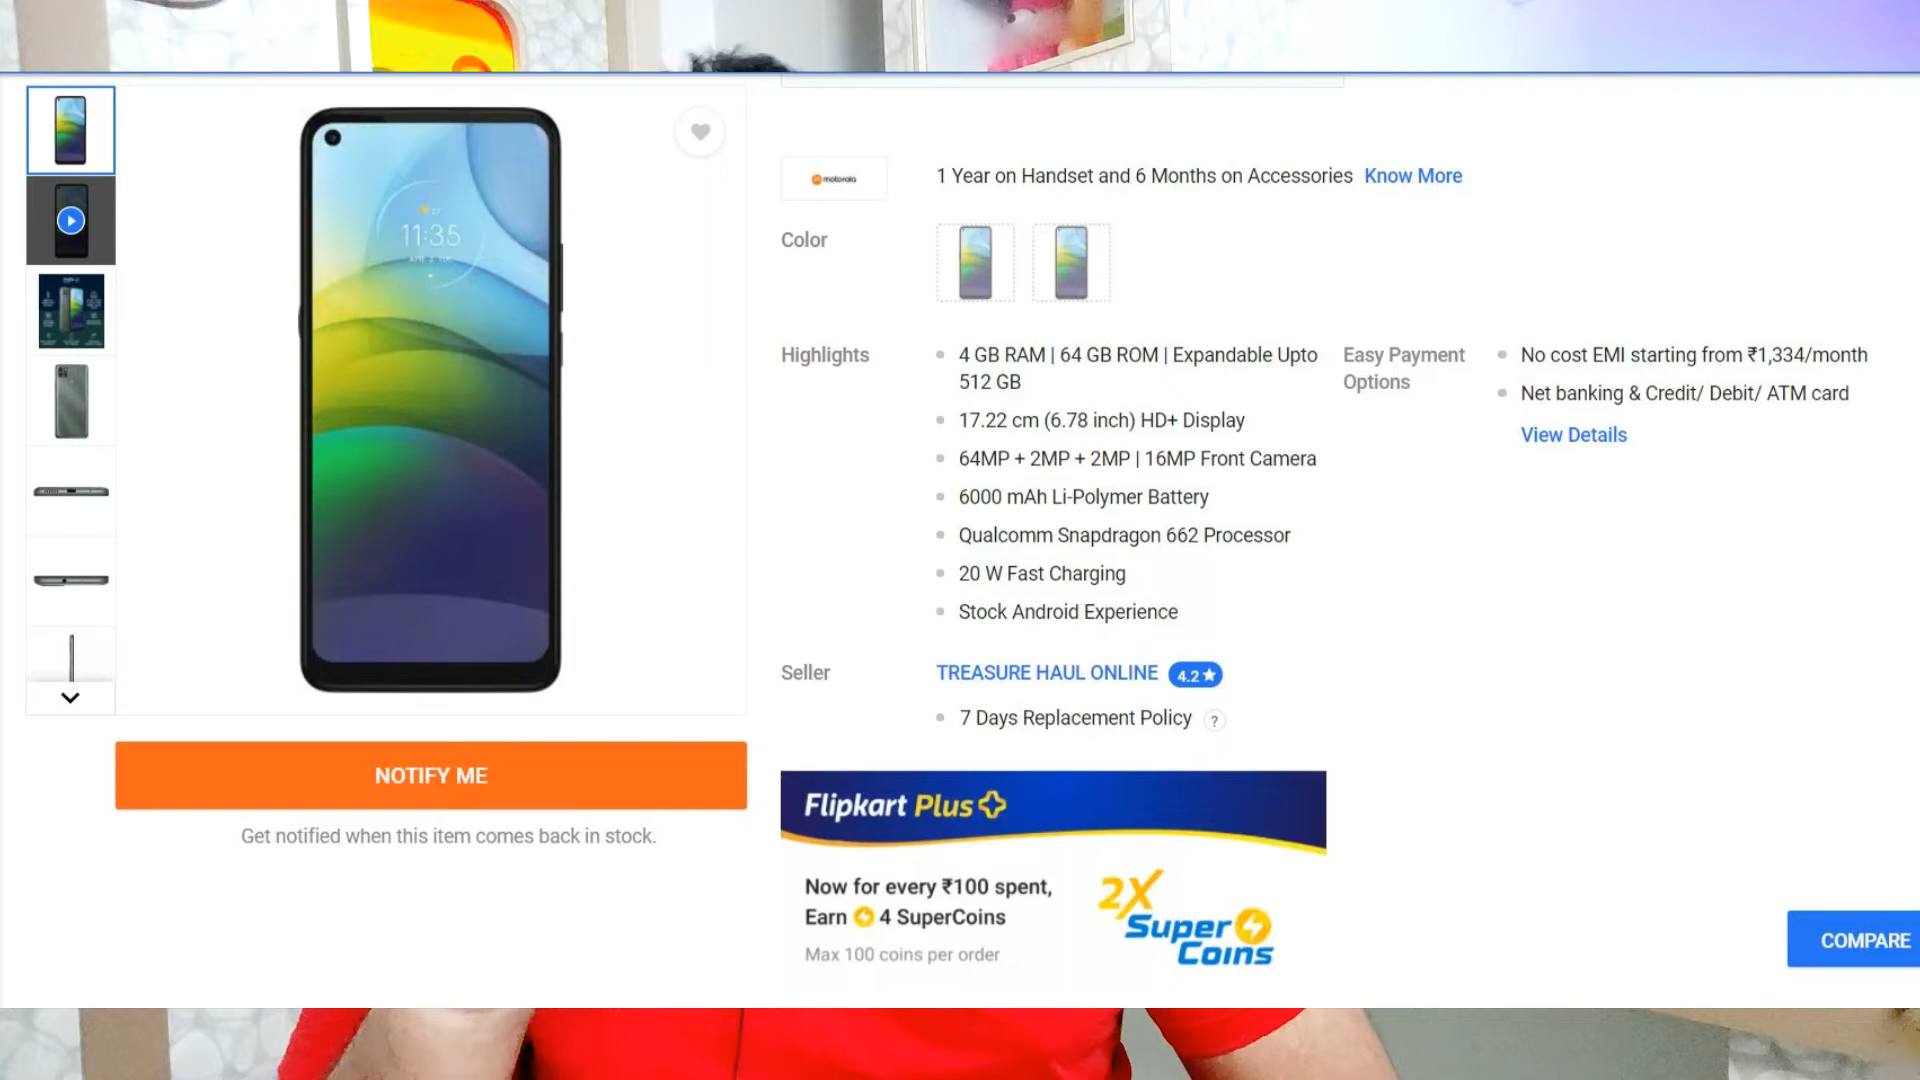 motorola
1 Year on Handset and 6 Months on Accessories Know More
Color
11:35
Highlights
4 GB RAM | 64 GB ROM | Expandable Upto
512 GB
17.22 cm (6.78 inch) HD+ Display
64MP + 2MP + 2MP | 16MP Front Camera
6000 mAh Li-Polymer Battery
Qualcomm Snapdragon 662 Processor
20 W Fast Charging
Stock Android Experience
Easy Payment
Options
No cost EMI starting from ₹1,334/month
Net banking & Credit/ Debit/ ATM card
View Details
Seller
TREASURE HAUL ONLINE 4.2★
7 Days Replacement Policy ?
NOTIFY ME
Get notified when this item comes back in stock.
Flipkart Plus
Now for every ₹100 spent,
Earn 4 SuperCoins
Max 100 coins per order
2X
Super
Coins
COMPARE